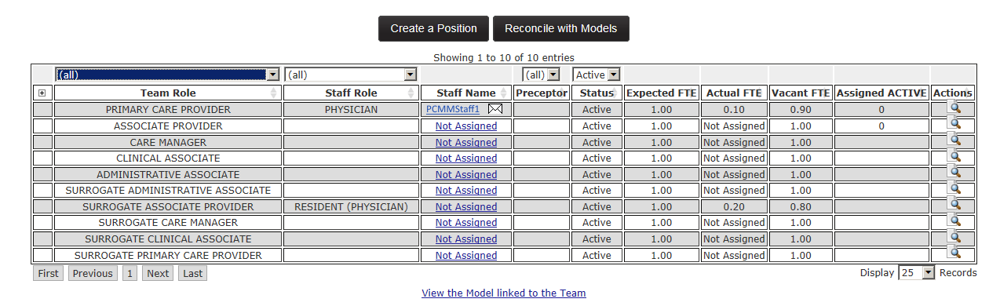 Create a Position Reconcile with Models
Showing 1 to 10 of 10 entries
(all) (all) (all) Active
Team Role Staff Role Staff Name Preceptor Status Expected FTE Actual FTE Vacant FTE Assigned ACTIVE Actions
PRIMARY CARE PROVIDER PHYSICIAN PCMMStaff1 Active 1.00 0.10 0.90 0
ASSOCIATE PROVIDER Not Assigned Active 1.00 Not Assigned 1.00 0
CARE MANAGER Not Assigned Active 1.00 Not Assigned 1.00
CLINICAL ASSOCIATE Not Assigned Active 1.00 Not Assigned 1.00
ADMINISTRATIVE ASSOCIATE Not Assigned Active 1.00 Not Assigned 1.00
SURROGATE ADMINISTRATIVE ASSOCIATE Not Assigned Active 1.00 Not Assigned 1.00
SURROGATE ASSOCIATE PROVIDER RESIDENT (PHYSICIAN) Not Assigned Active 1.00 0.20 0.80
SURROGATE CARE MANAGER Not Assigned Active 1.00 Not Assigned 1.00
SURROGATE CLINICAL ASSOCIATE Not Assigned Active 1.00 Not Assigned 1.00
SURROGATE PRIMARY CARE PROVIDER Not Assigned Active 1.00 Not Assigned 1.00
First Previous 1 Next Last Display 25 Records
View the Model linked to the Team